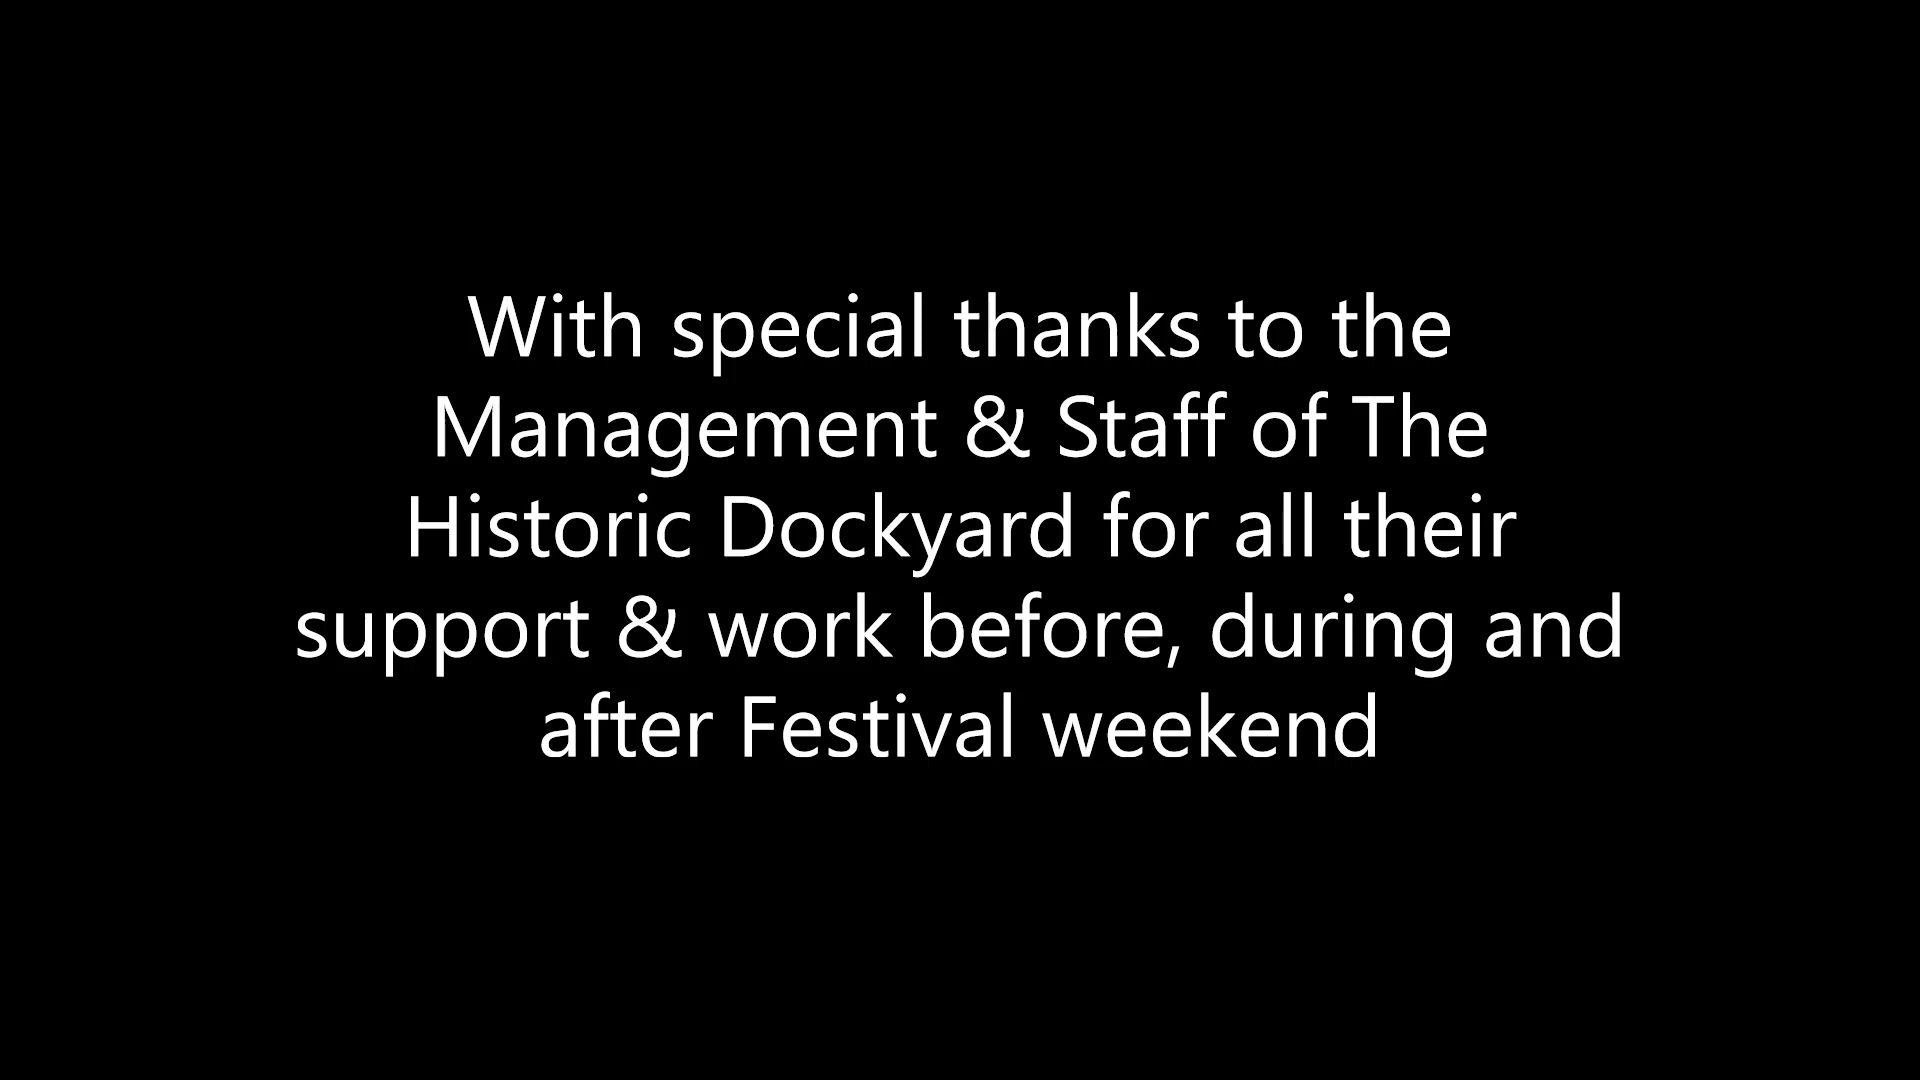 With special thanks to the
Management & Staff of The
Historic Dockyard for all their
support & work before, during and
after Festival weekend